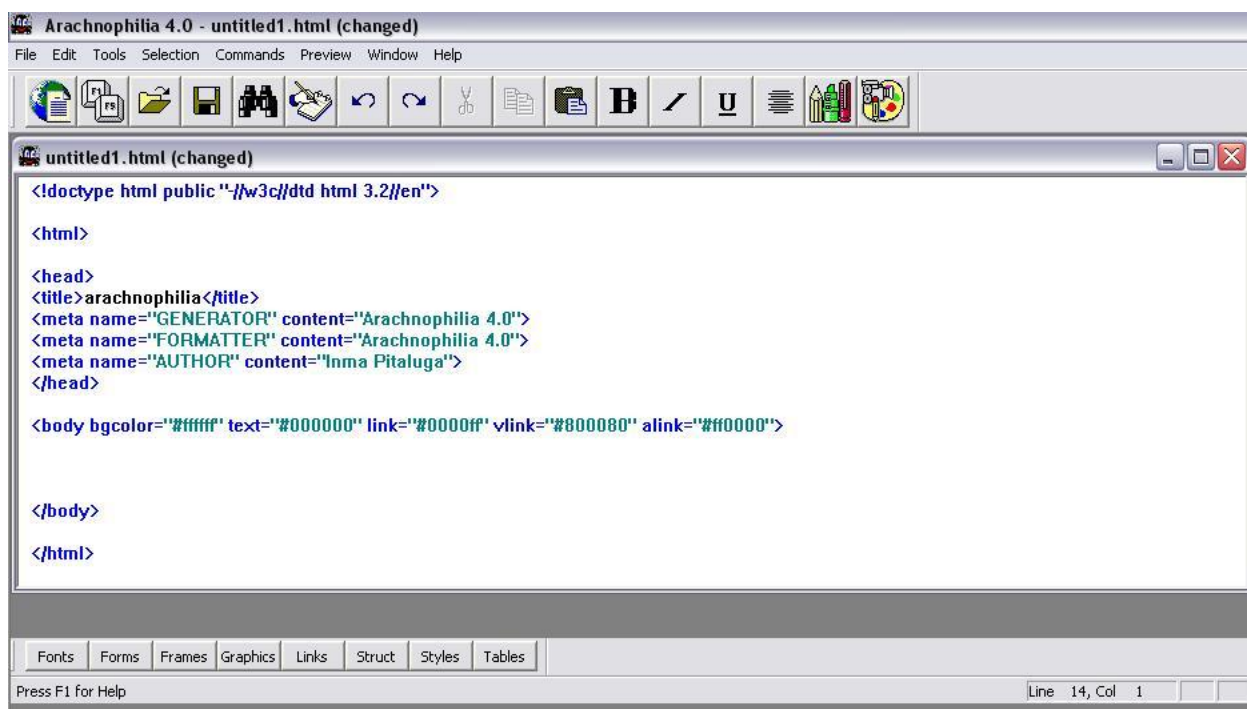 Arachnophilia 4.0 - untitled1.html (changed)
File Edit Tools Selection Commands Preview Window Help
F1 F5 B / U
untitled1.html (changed)
<!doctype html public "-//w3c//dtd html 3.2//en">
<html>
<head>
<title>arachnophilia</title>
<meta name="GENERATOR" content="Arachnophilia 4.0">
<meta name="FORMATTER" content="Arachnophilia 4.0">
<meta name="AUTHOR" content="Inma Pitaluga">
</head>
<body bgcolor="#ffffff" text="#000000" link="#0000ff" vlink="#800080" alink="#ff0000">
</body>
</html>
Fonts Forms Frames Graphics Links Struct Styles Tables
Press F1 for Help Line 14, Col 1